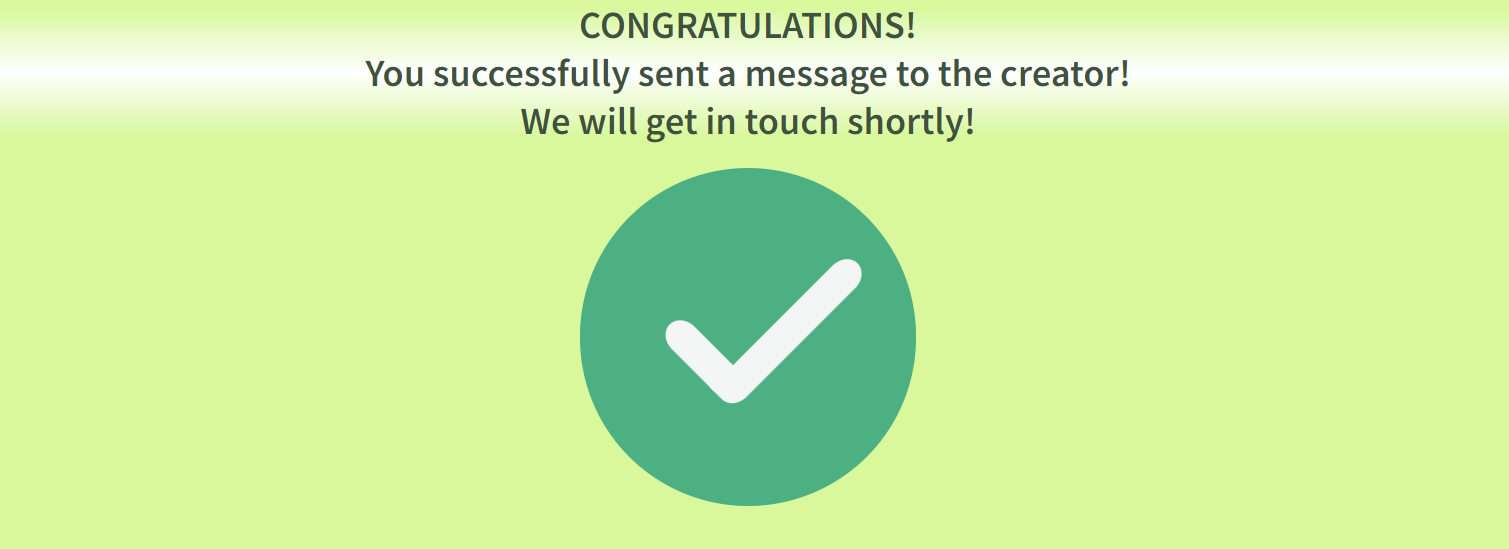 CONGRATULATIONS!
You successfully sent a message to the creator!
We will get in touch shortly!